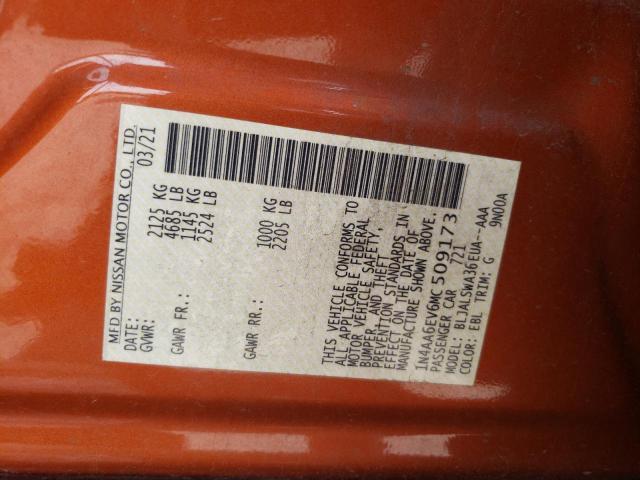 MFD BY NISSAN MOTOR CO., LTD.
DATE: 03/21
GVWR: 2125 KG
4685 LB
GAWR FR.: 1145 KG
2524 LB
GAWR RR.: 1000 KG
2205 LB
THIS VEHICLE CONFORMS TO
ALL APPLICABLE FEDERAL
MOTOR VEHICLE SAFETY,
BUMPER, AND THEFT
PREVENTION STANDARDS IN
EFFECT ON THE DATE OF
MANUFACTURE SHOWN ABOVE.
1N4AA6EV6MC509173
PASSENGER CAR 721
MODEL: BLJALSWA36EUA--AAA
COLOR: EBL TRIM: G 9N00A